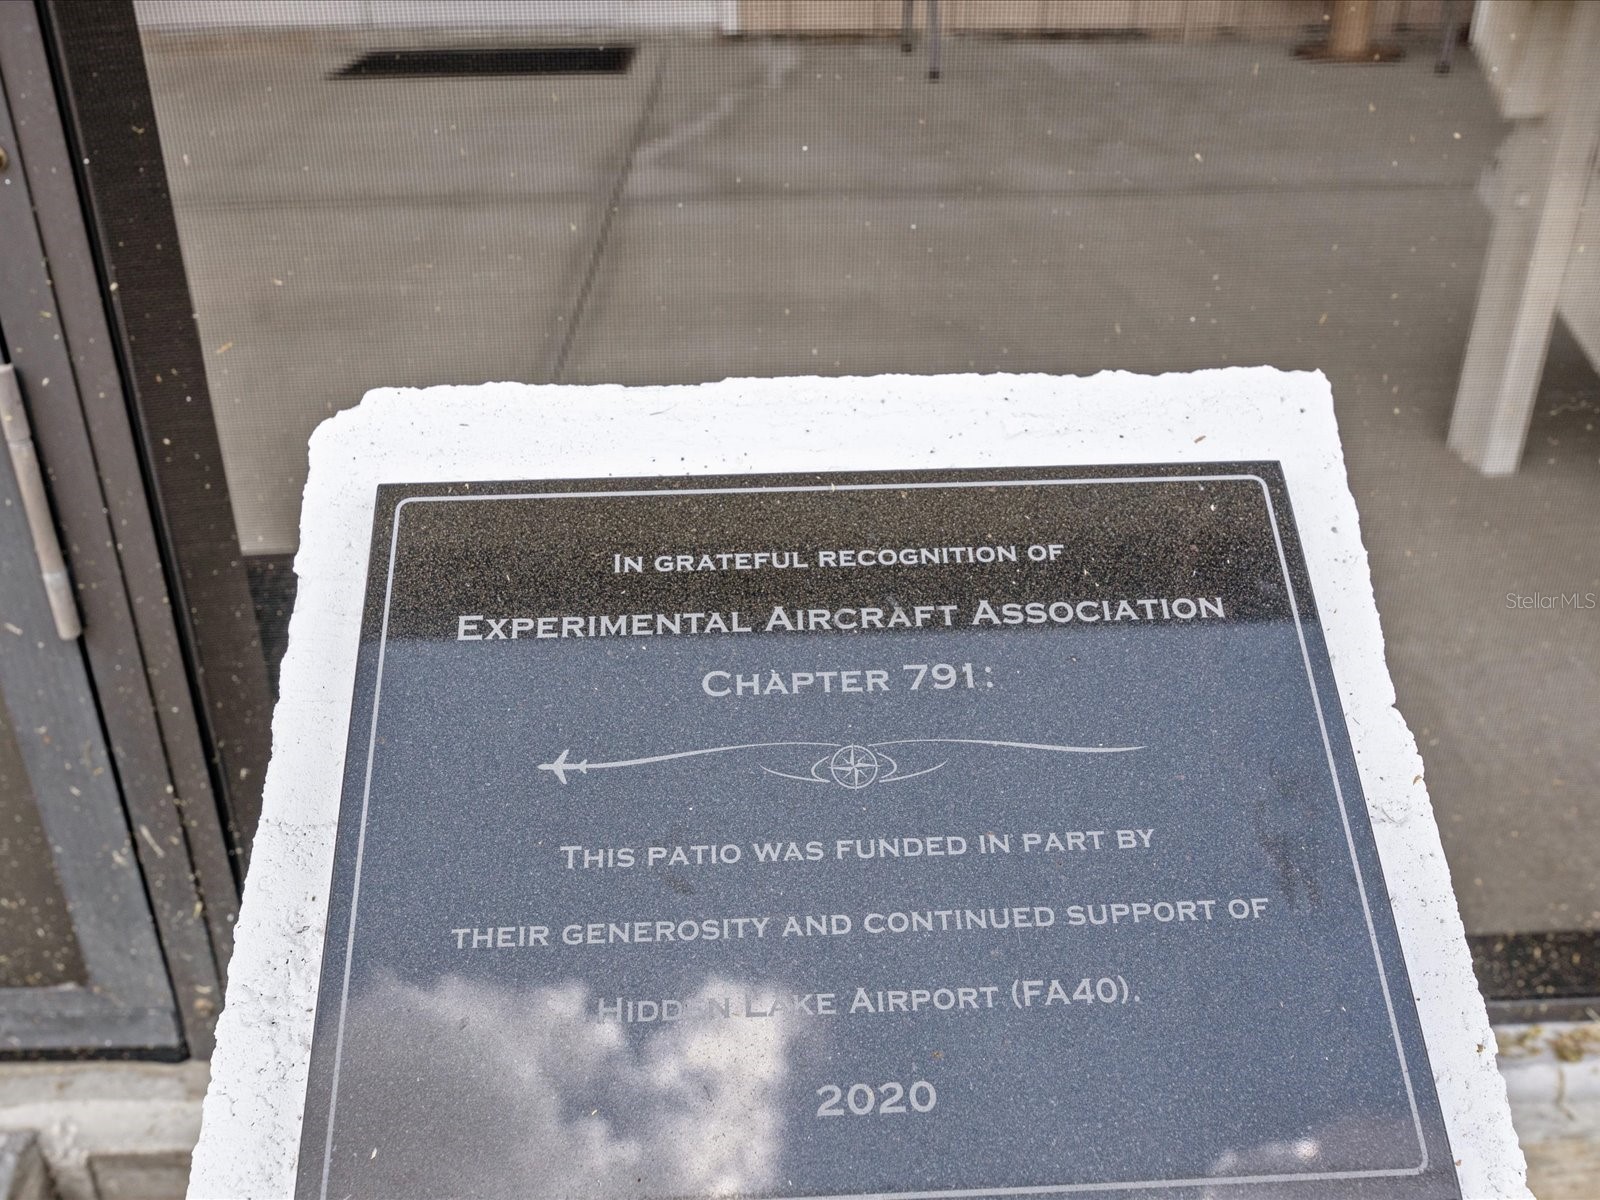 In grateful recognition of
Experimental Aircraft Association
Chapter 791:
This patio was funded in part by
their generosity and continued support of
Hidden Lake Airport (FA40).
2020
StellarMLS